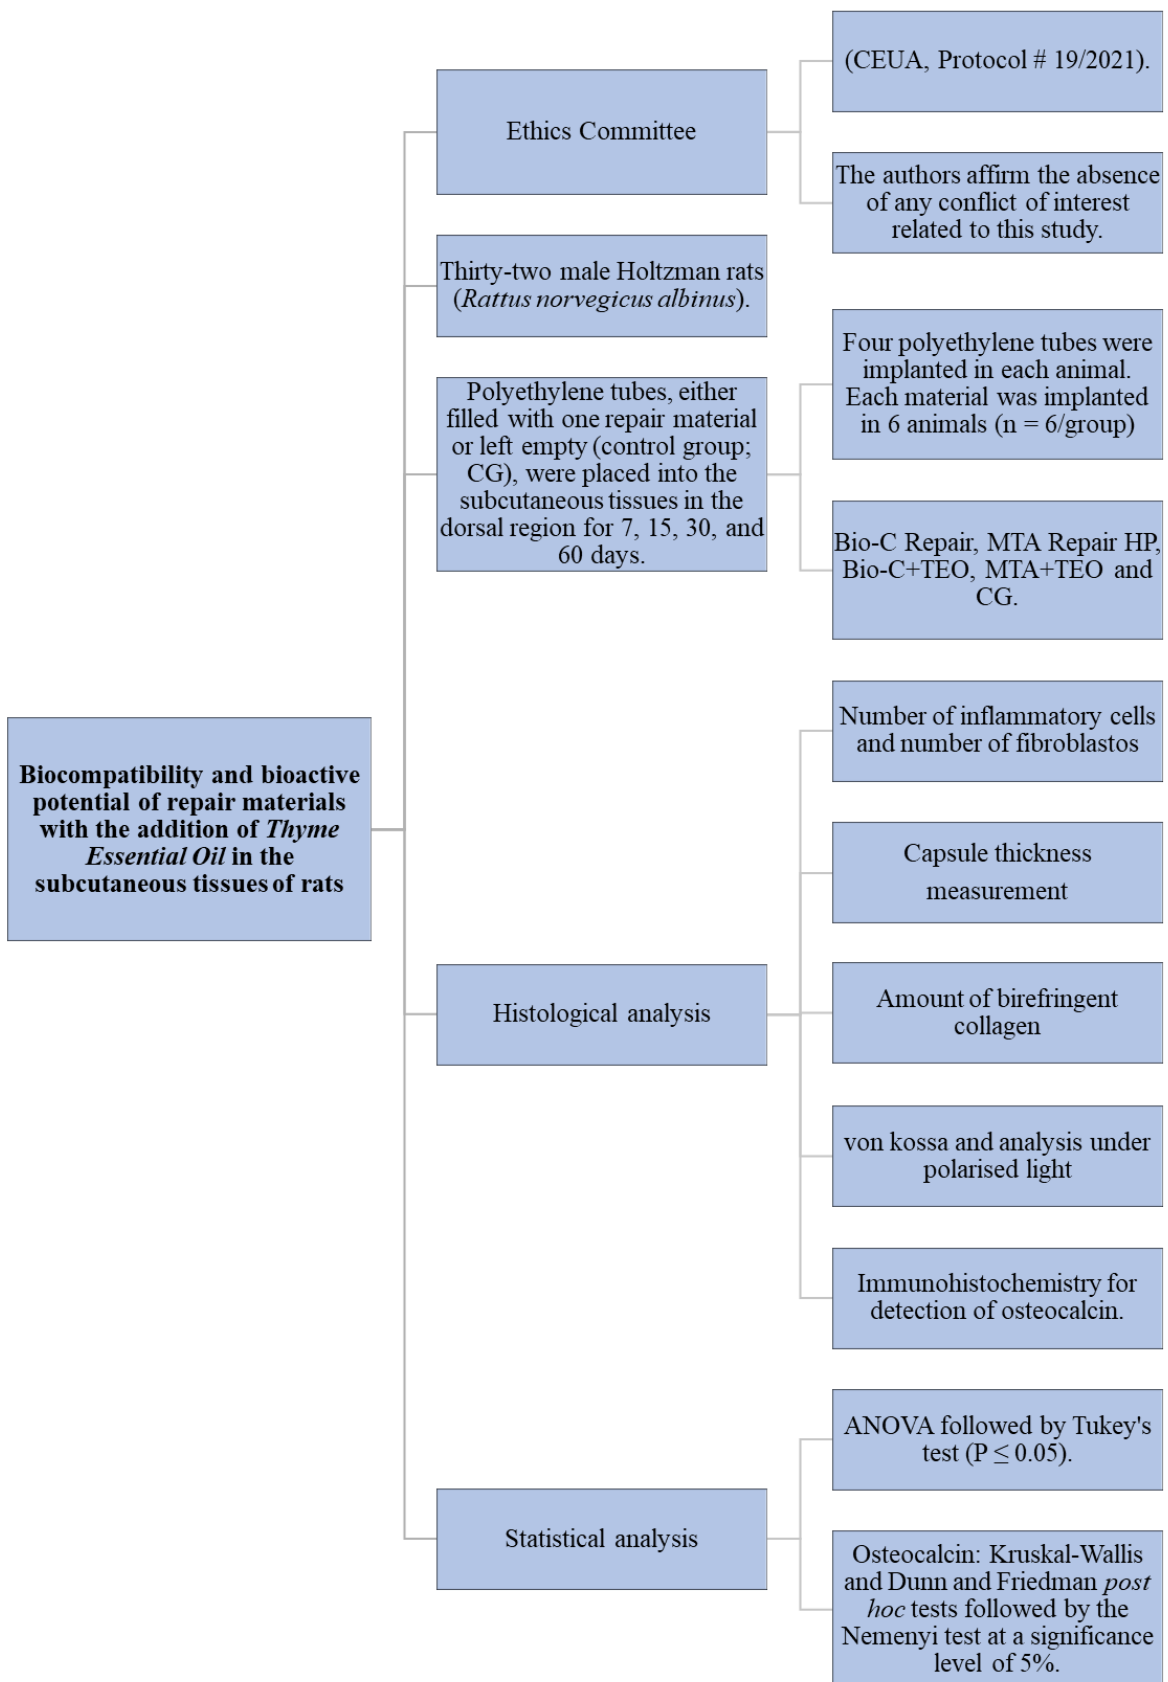 Biocompatibility and bioactive
potential of repair materials
with the addition of Thyme
Essential Oil in the
subcutaneous tissues of rats
Ethics Committee
(CEUA, Protocol # 19/2021).
The authors affirm the absence
of any conflict of interest
related to this study.
Thirty-two male Holtzman rats
(Rattus norvegicus albinus).
Polyethylene tubes, either
filled with one repair material
or left empty (control group;
CG), were placed into the
subcutaneous tissues in the
dorsal region for 7, 15, 30, and
60 days.
Four polyethylene tubes were
implanted in each animal.
Each material was implanted
in 6 animals (n = 6/group)
Bio-C Repair, MTA Repair HP,
Bio-C+TEO, MTA+TEO and
CG.
Histological analysis
Number of inflammatory cells
and number of fibroblastos
Capsule thickness
measurement
Amount of birefringent
collagen
von kossa and analysis under
polarised light
Immunohistochemistry for
detection of osteocalcin.
Statistical analysis
ANOVA followed by Tukey's
test (P ≤ 0.05).
Osteocalcin: Kruskal-Wallis
and Dunn and Friedman post
hoc tests followed by the
Nemenyi test at a significance
level of 5%.